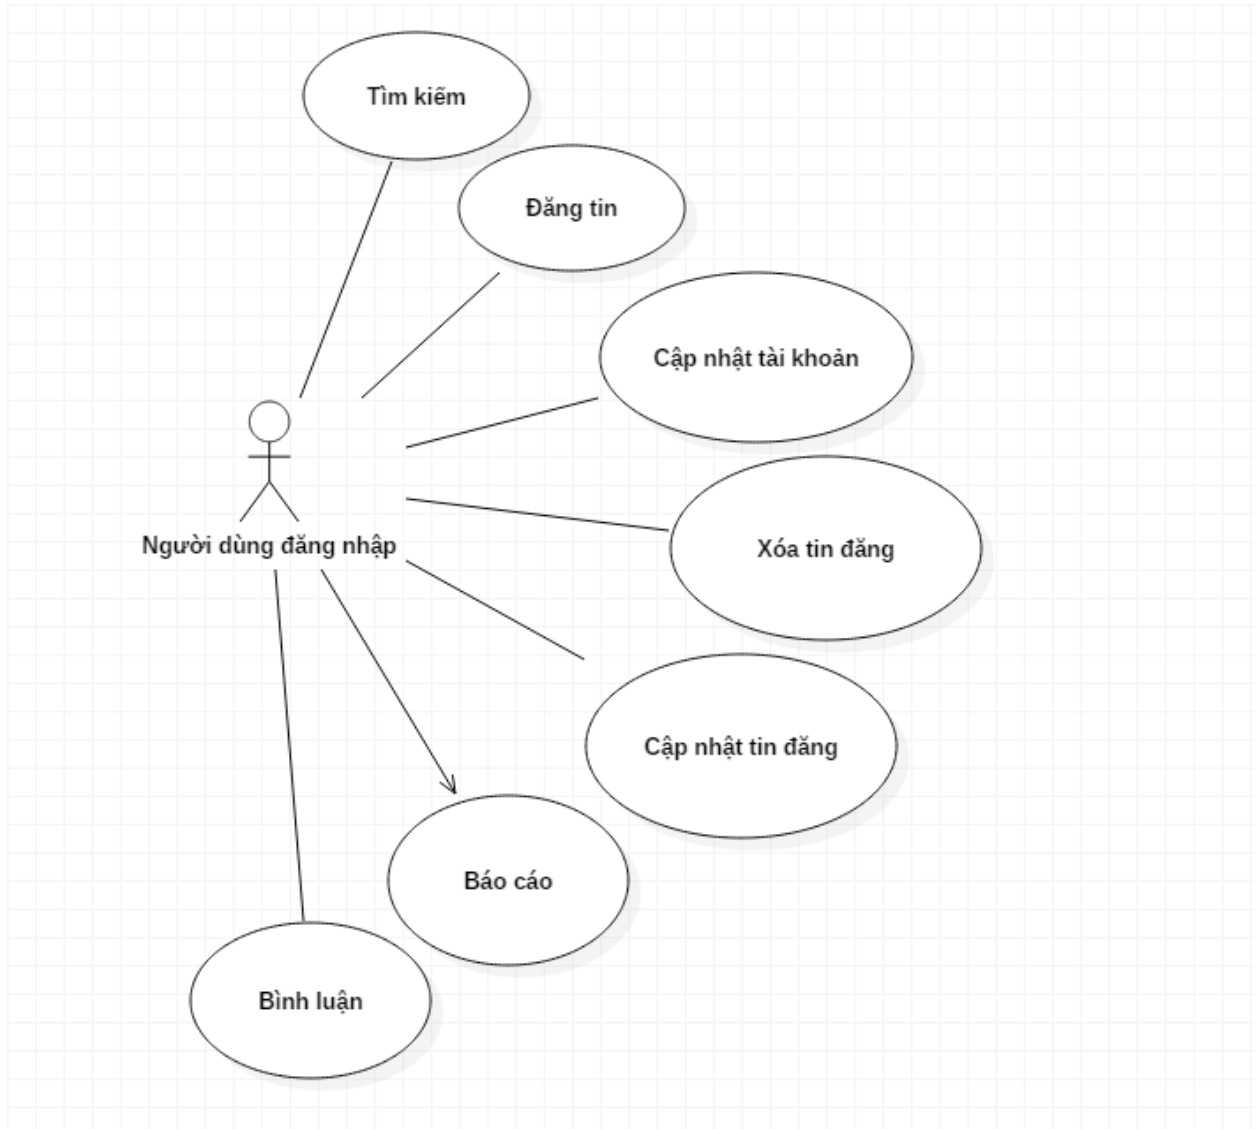 Tìm kiếm
Đăng tin
Cập nhật tài khoản
Xóa tin đăng
Người dùng đăng nhập
Cập nhật tin đăng
Báo cáo
Bình luận